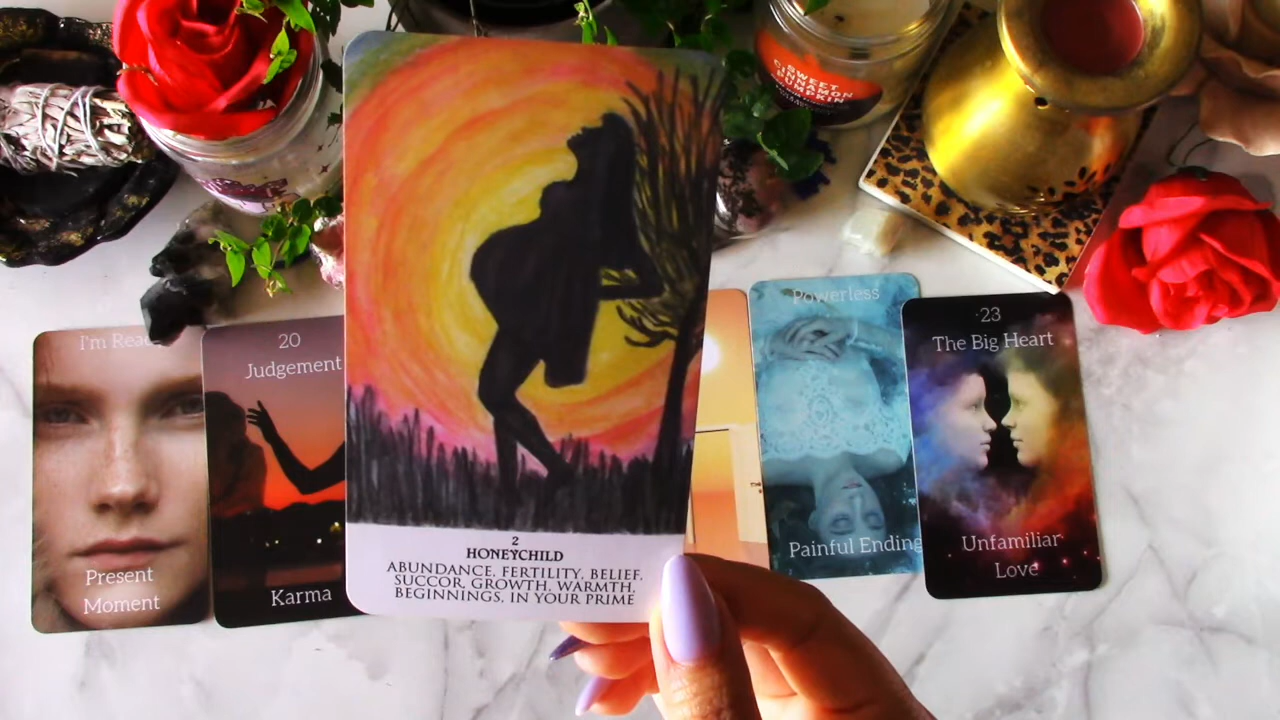 SWEET
CINNAMON
PUMPKIN
I'm
20
Judgement
Powerless
23
The Big Heart
Present
Moment
Karma
2
HONEYCHILD
ABUNDANCE, FERTILITY, BELIEF,
SUCCOR, GROWTH, WARMTH,
BEGINNINGS, IN YOUR PRIME
Painful Ending
Unfamiliar
Love